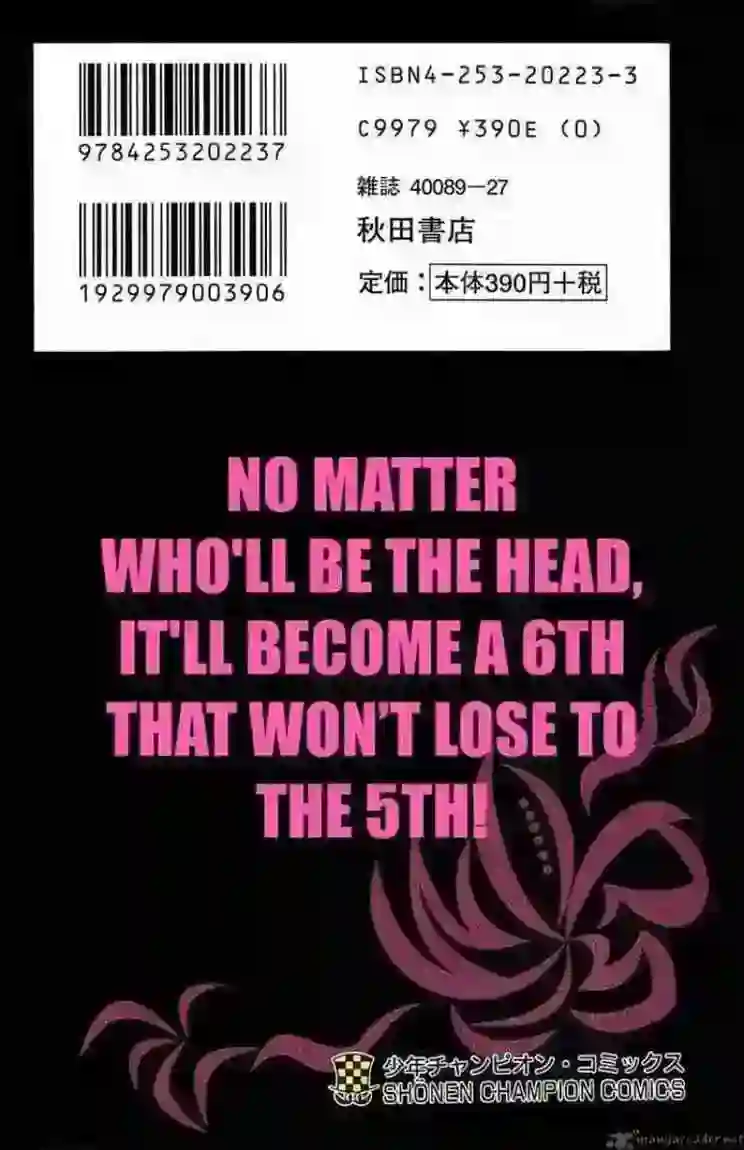 ISBN4-253-20223-3
9784253202237
C9979 ¥390E (0)
雑誌 40089-27
秋田書店
1929979003906
定価：本体390円+税
NO MATTER
WHO'LL BE THE HEAD,
IT'LL BECOME A 6TH
THAT WON'T LOSE TO
THE 5TH!
少年チャンピオン・コミックス
SHŌNEN CHAMPION COMICS